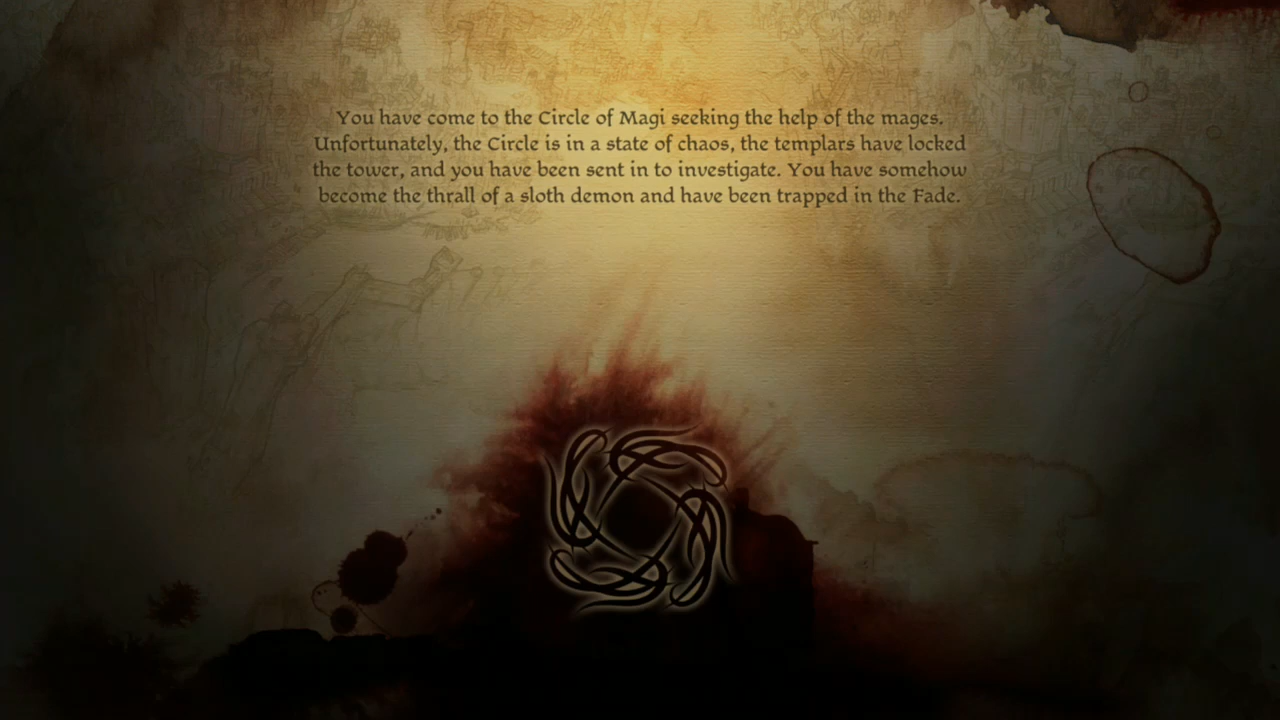 You have come to the Circle of Magi seeking the help of the mages.
Unfortunately, the Circle is in a state of chaos, the templars have locked
the tower, and you have been sent in to investigate. You have somehow
become the thrall of a sloth demon and have been trapped in the Fade.